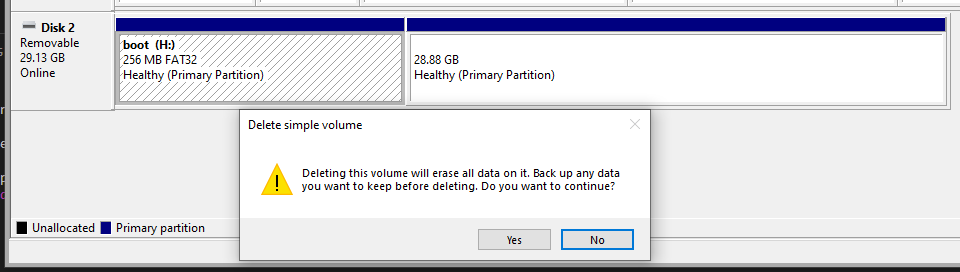 Disk 2
Removable
29.13 GB
Online
boot (H:)
256 MB FAT32
Healthy (Primary Partition)
28.88 GB
Healthy (Primary Partition)
Delete simple volume
Deleting this volume will erase all data on it. Back up any data
you want to keep before deleting. Do you want to continue?
Yes
No
Unallocated
Primary partition